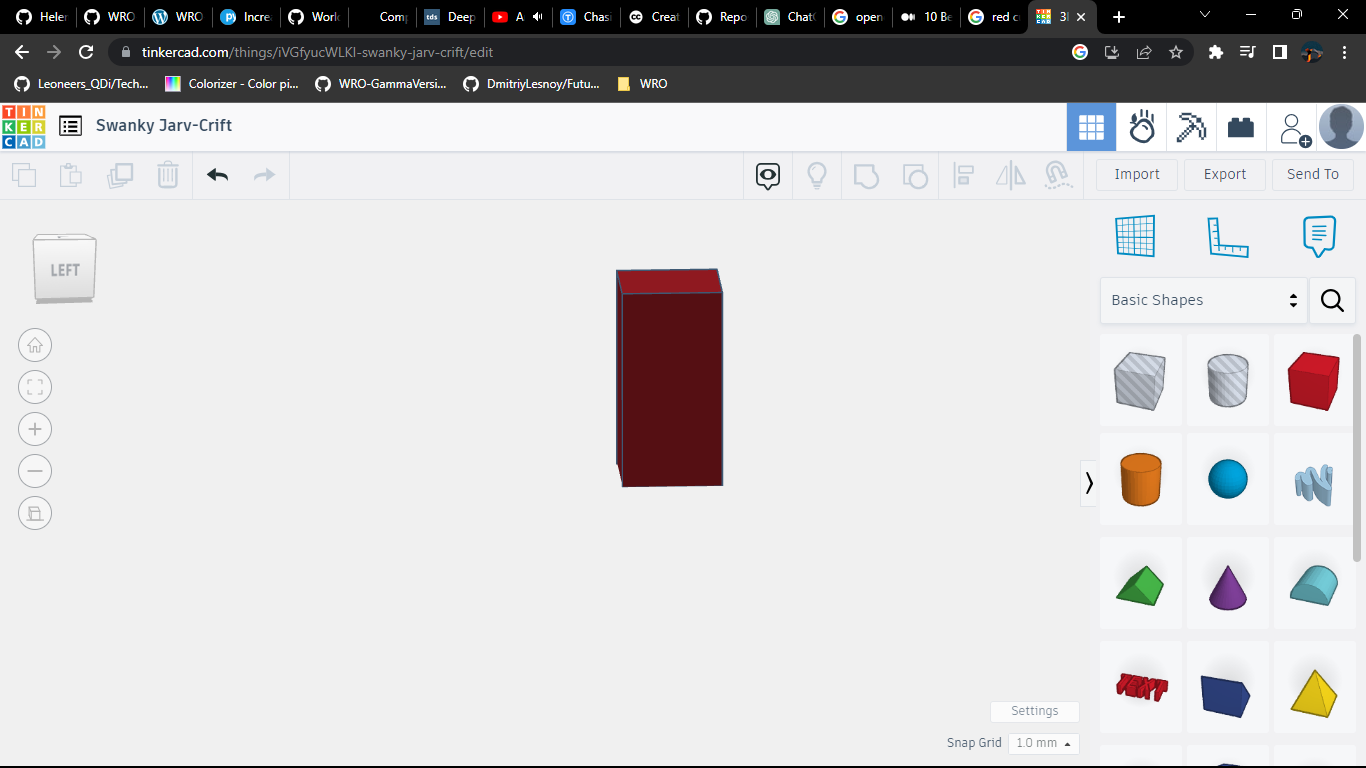 Heler
WRO
WRO
Incre
Work
Comp
tds Deep
A
Chasi
cc Creat
Repo
Chat
open
10 Be
red c
3I
tinkercad.com/things/iVGfyucWLKI-swanky-jarv-crift/edit
Leoneers_QDi/Tech...
Colorizer - Color pi...
WRO-GammaVersi...
DmitriyLesnoy/Futu...
WRO
TIN
KER
CAD
Swanky Jarv-Crift
Import
Export
Send To
LEFT
Basic Shapes
TEXT
Settings
Snap Grid 1.0 mm